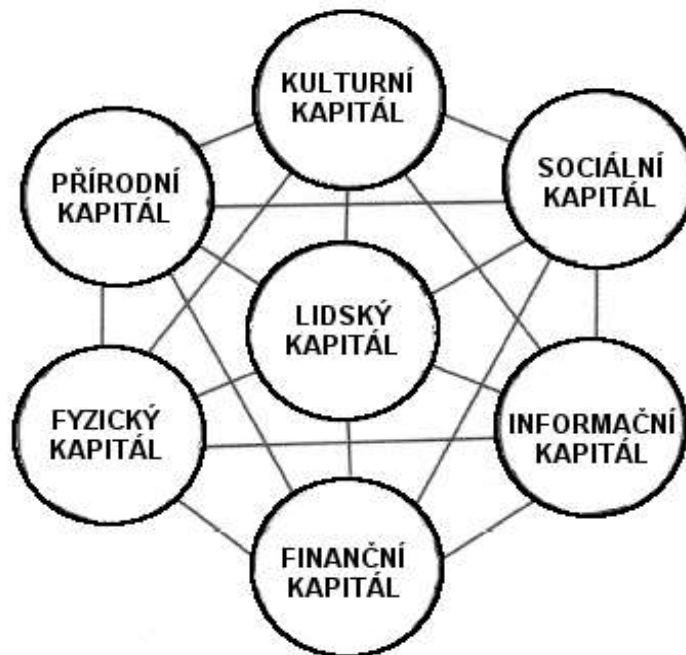 KULTURNÍ
KAPITÁL
SOCIÁLNÍ
KAPITÁL
PŘÍRODNÍ
KAPITÁL
LIDSKÝ
KAPITÁL
FYZICKÝ
KAPITÁL
INFORMAČNÍ
KAPITÁL
FINANČNÍ
KAPITÁL